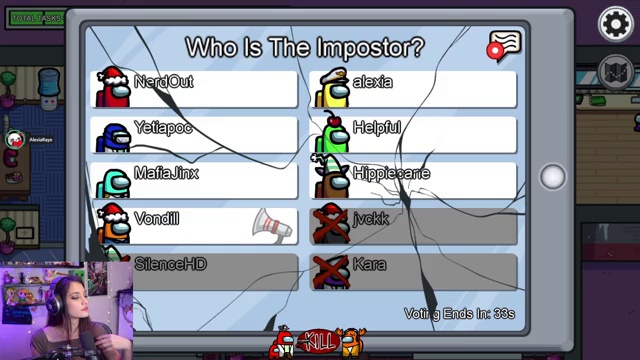 TOTAL TASKS
Who Is The Impostor?
NerdOut
alexia
Yetiapoc
Helpful
AlexiaRaye
MafiaJinx
Hippiecane
Vondill
jvckk
SilenceHD
Kara
Voting Ends In: 33s
KILL